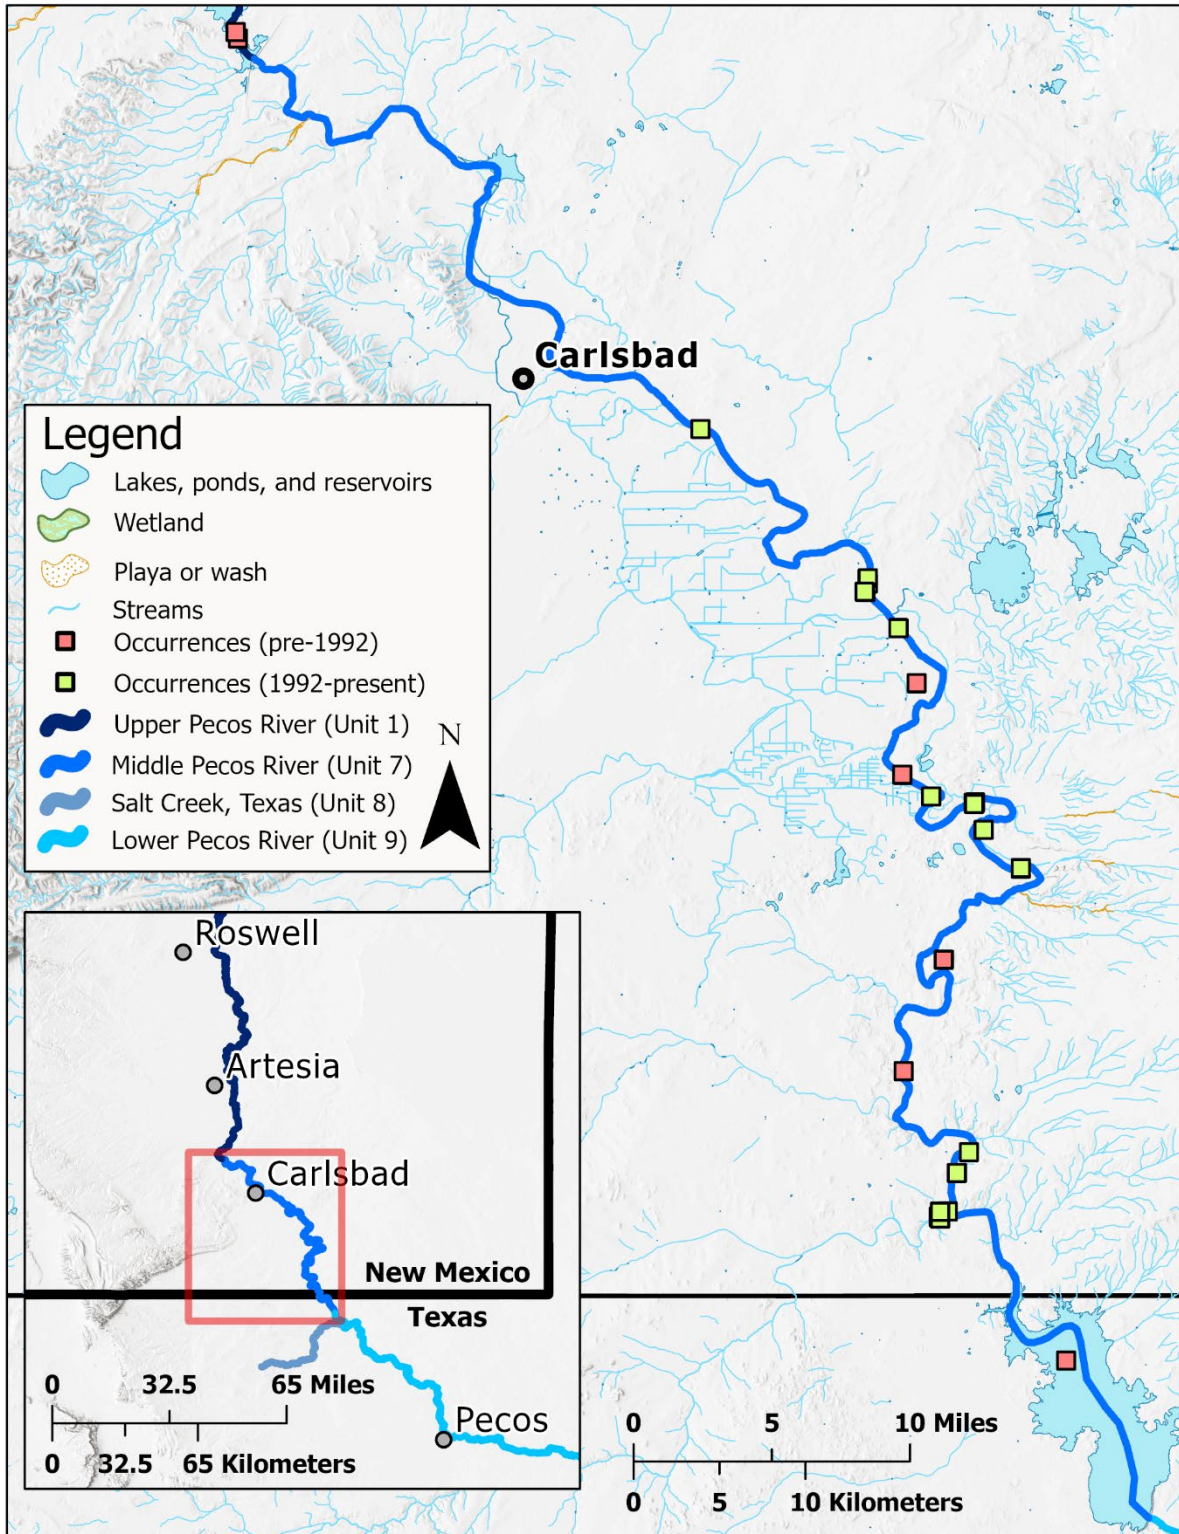 Carlsbad
Legend
Lakes, ponds, and reservoirs
Wetland
Playa or wash
Streams
Occurrences (pre-1992)
Occurrences (1992-present)
Upper Pecos River (Unit 1)
N
Middle Pecos River (Unit 7)
Salt Creek, Texas (Unit 8)
Lower Pecos River (Unit 9)
Roswell
Artesia
Carlsbad
New Mexico
Texas
0 32.5 65 Miles
Pecos
0 32.5 65 Kilometers
0 5 10 Miles
0 5 10 Kilometers